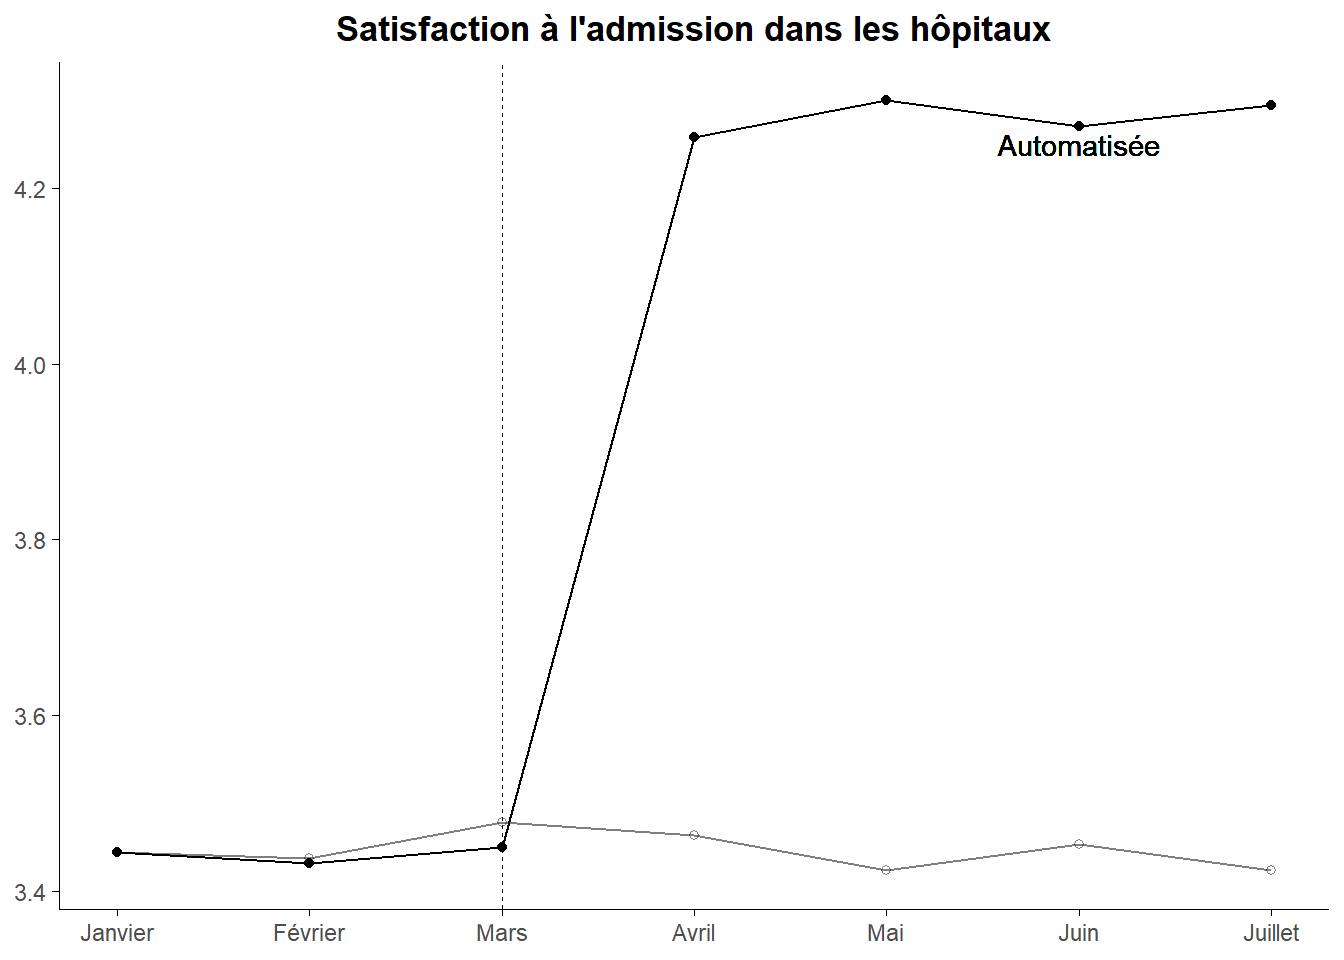 Satisfaction à l'admission dans les hôpitaux
Automatisée
4.2
4.0
3.8
3.6
3.4
Janvier Février Mars Avril Mai Juin Juillet